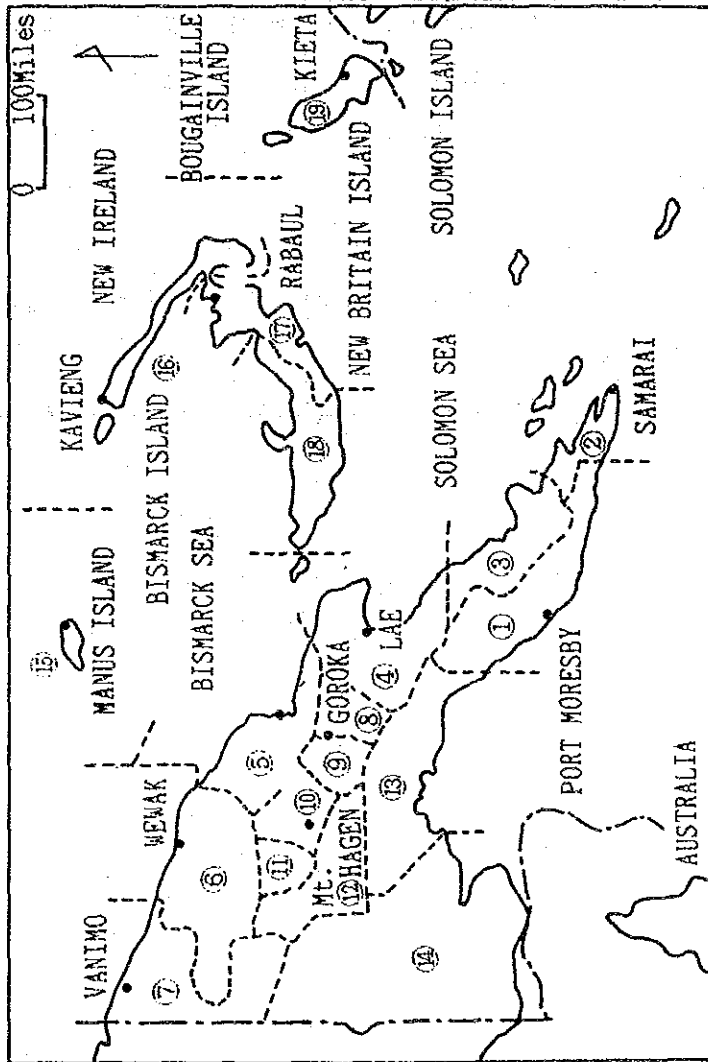 0 100Miles
KAVIENG
NEW IRELAND
BOUGAINVILLE
ISLAND
KIETA
MANUS ISLAND
⑮
BISMARCK ISLAND ⑯
BISMARCK SEA
RABAUL
⑰
⑱
⑲
NEW BRITAIN ISLAND
SOLOMON ISLAND
VANIMO
⑦
WEWAK
⑥
⑤
GOROKA
LAE
④
⑧
⑨
⑩
⑪
Mt.
HAGEN
⑫
⑬
⑭
SOLOMON SEA
③
①
②
SAMARAI
PORT MORESBY
AUSTRALIA